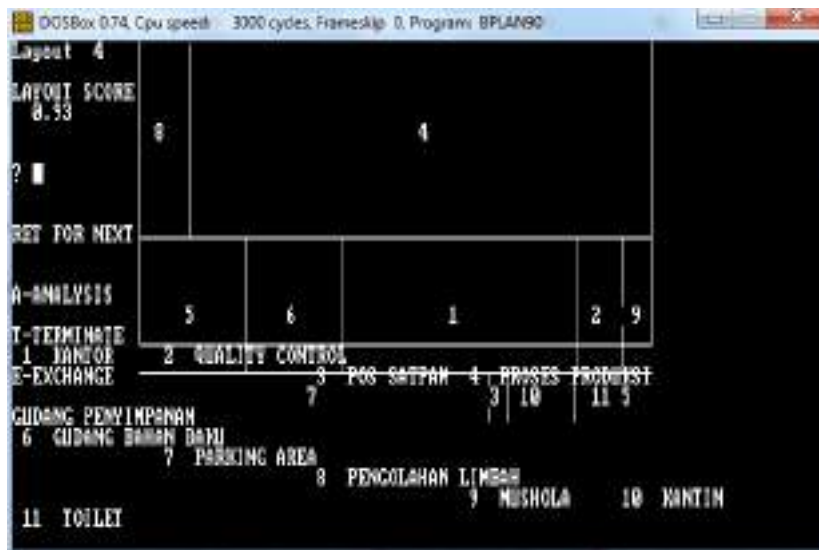 DOSBox 0.74, Cpu speed: 3000 cycles, Frameskip 0, Program: BPLAN90
Layout 4
LAYOUT SCORE
0.93
8 4
?
RET FOR NEXT
A-ANALYSIS
5 6 1 2 9
T-TERMINATE
1 KANTOR 2 QUALITY CONTROL
E-EXCHANGE 3 POS SATPAM 4 PROSES PRODUKSI
7 3 10 11 5
GUDANG PENYIMPANAN
6 GUDANG BAHAN BAKU
7 PARKING AREA
8 PENGOLAHAN LIMBAH
9 MUSHOLA 10 KANTIN
11 TOILET